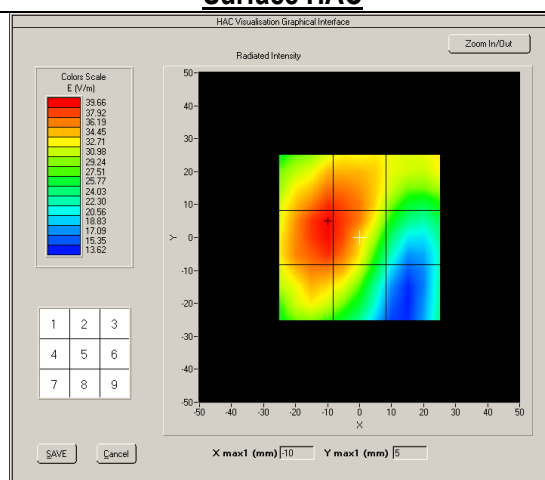 Surface HAC
HAC Visualisation Graphical Interface
Zoom In/Out
Radiated Intensity
Colors Scale
E (V/m)
39.66
37.92
36.19
34.45
32.71
30.98
29.24
27.51
25.77
24.03
22.30
20.56
18.83
17.09
15.35
13.62
50
40
30
20
10
Y 0
-10
-20
-30
-40
-50
-50 -40 -30 -20 -10 0 10 20 30 40 50
X
1 2 3
4 5 6
7 8 9
SAVE Cancel
X max1 (mm) -10 Y max1 (mm) 5